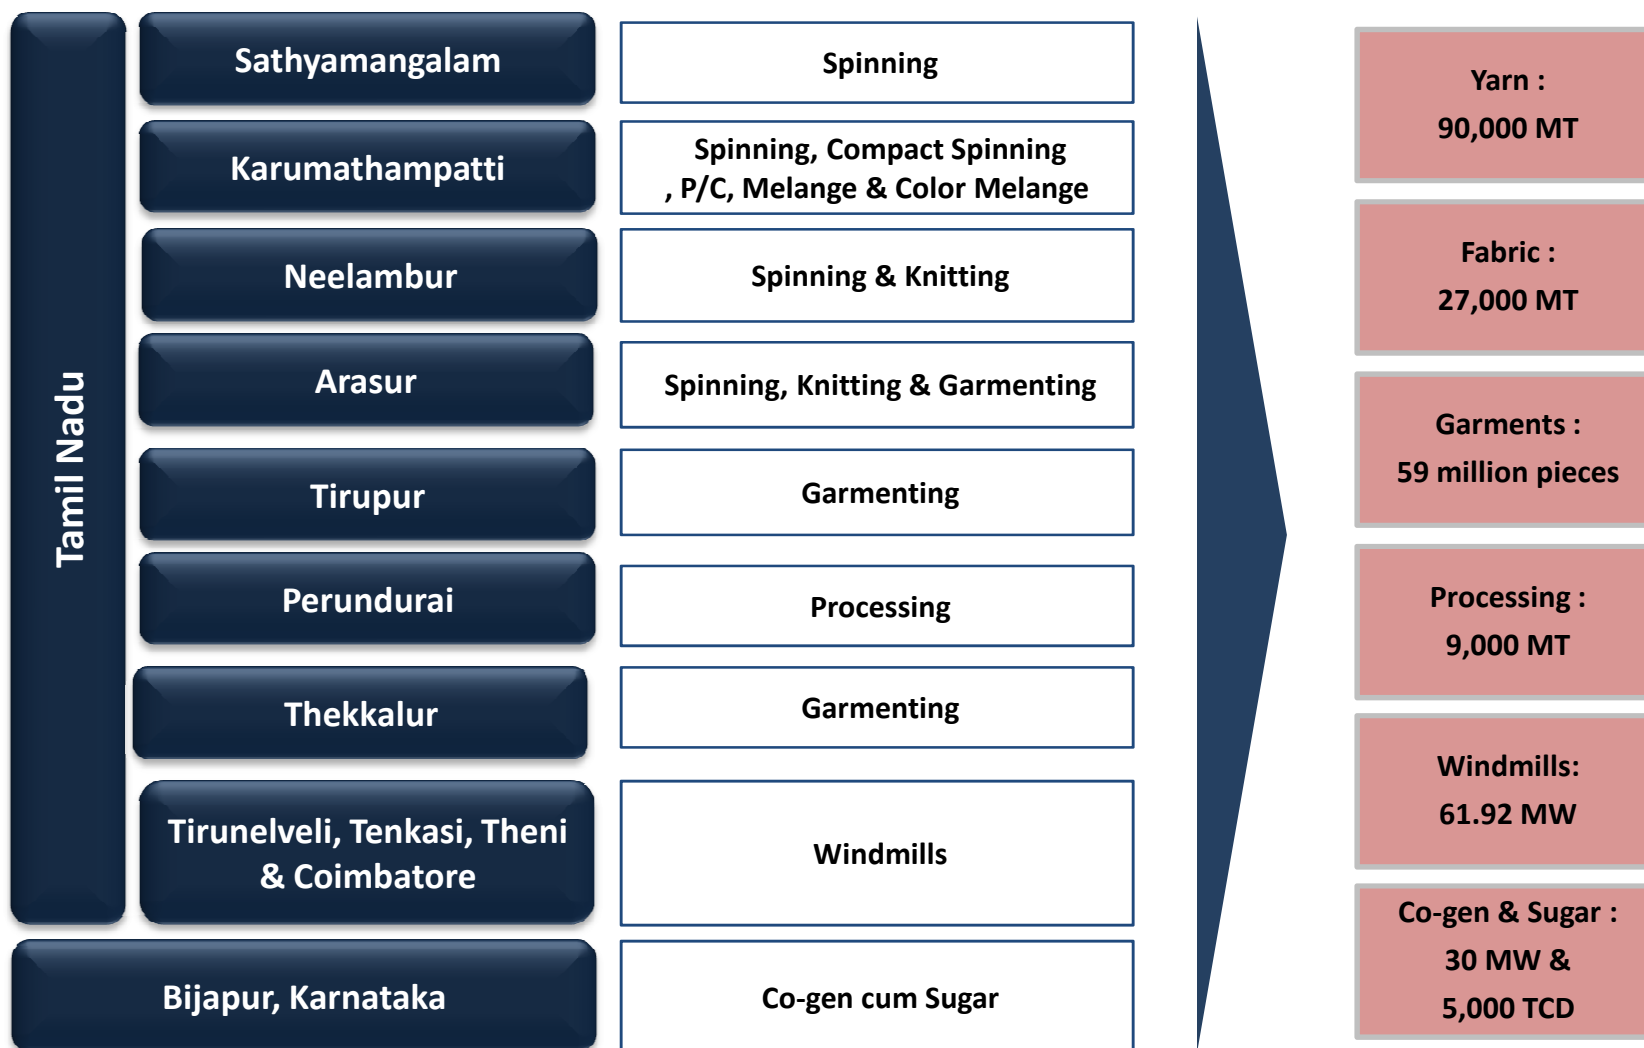 Tamil Nadu
Sathyamangalam
Spinning
Karumathampatti
Spinning, Compact Spinning
, P/C, Melange & Color Melange
Neelambur
Spinning & Knitting
Arasur
Spinning, Knitting & Garmenting
Tirupur
Garmenting
Perundurai
Processing
Thekkalur
Garmenting
Tirunelveli, Tenkasi, Theni
& Coimbatore
Windmills
Bijapur, Karnataka
Co-gen cum Sugar
Yarn :
90,000 MT
Fabric :
27,000 MT
Garments :
59 million pieces
Processing :
9,000 MT
Windmills:
61.92 MW
Co-gen & Sugar :
30 MW &
5,000 TCD